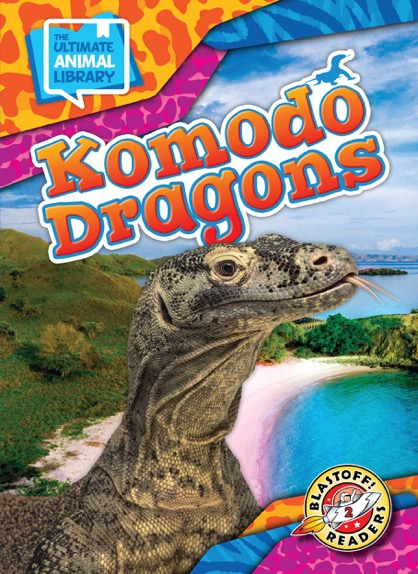 THE
ULTIMATE
ANIMAL
LIBRARY
Komodo
Dragons
BLASTOFF!
2
READERS